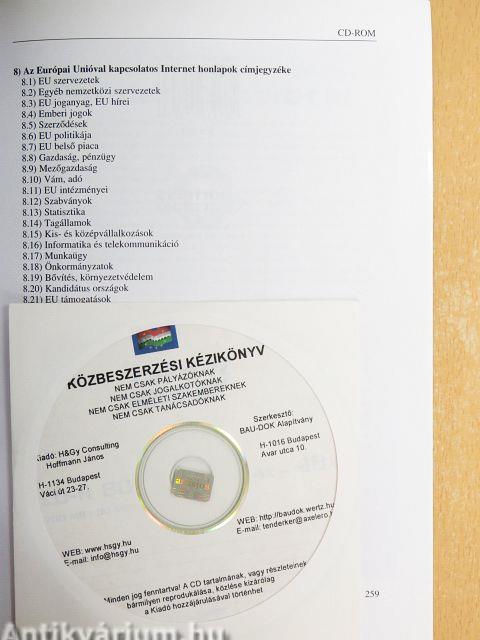 CD-ROM
8) Az Európai Unióval kapcsolatos Internet honlapok címjegyzéke
8.1) EU szervezetek
8.2) Egyéb nemzetközi szervezetek
8.3) EU joganyag, EU hírei
8.4) Emberi jogok
8.5) Szerződések
8.6) EU politikája
8.7) EU belső piaca
8.8) Gazdaság, pénzügy
8.9) Mezőgazdaság
8.10) Vám, adó
8.11) EU intézményei
8.12) Szabványok
8.13) Statisztika
8.14) Tagállamok
8.15) Kis- és középvállalkozások
8.16) Informatika és telekommunikáció
8.17) Munkaügy
8.18) Önkormányzatok
8.19) Bővítés, környezetvédelem
8.20) Kandidátus országok
8.21) EU támogatások
KÖZBESZERZÉSI KÉZIKÖNYV
NEM CSAK PÁLYÁZÓKNAK
NEM CSAK JOGALKOTÓKNAK
NEM CSAK ELMÉLETI SZAKEMBEREKNEK
NEM CSAK TANÁCSADÓKNAK
Kiadó: H&Gy Consulting
Hoffmann János
H-1134 Budapest
Váci út 23-27.
Szerkesztő:
BAU-DOK Alapítvány
H-1016 Budapest
Avar utca 10.
WEB: www.hsgy.hu
E-mail: info@hsgy.hu
WEB: http://baudok.wertz.hu
E-mail: tenderker@axelero.h
Minden jog fenntartva! A CD tartalmának, vagy részleteinek
bármilyen reprodukálása, közlése kizárólag
a Kiadó hozzájárulásával történhet
259
Antikvárium.hu